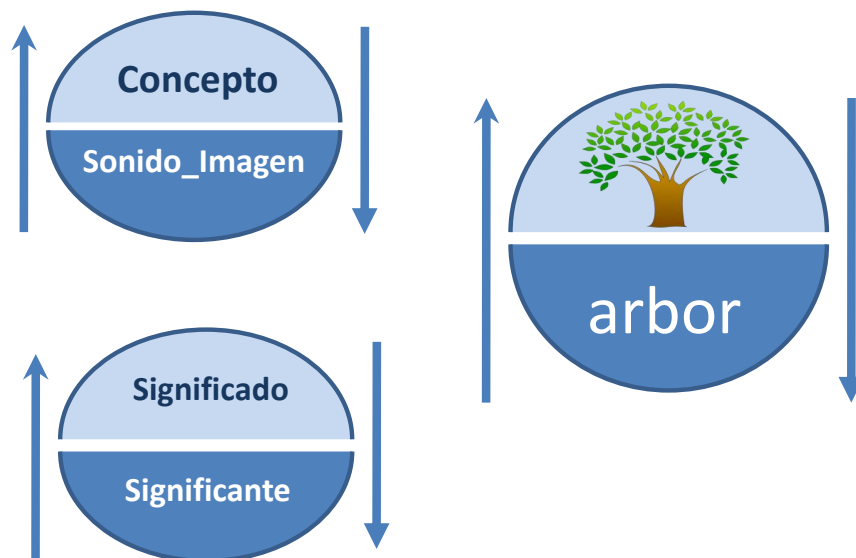 Concepto
Sonido_Imagen
arbor
Significado
Significante